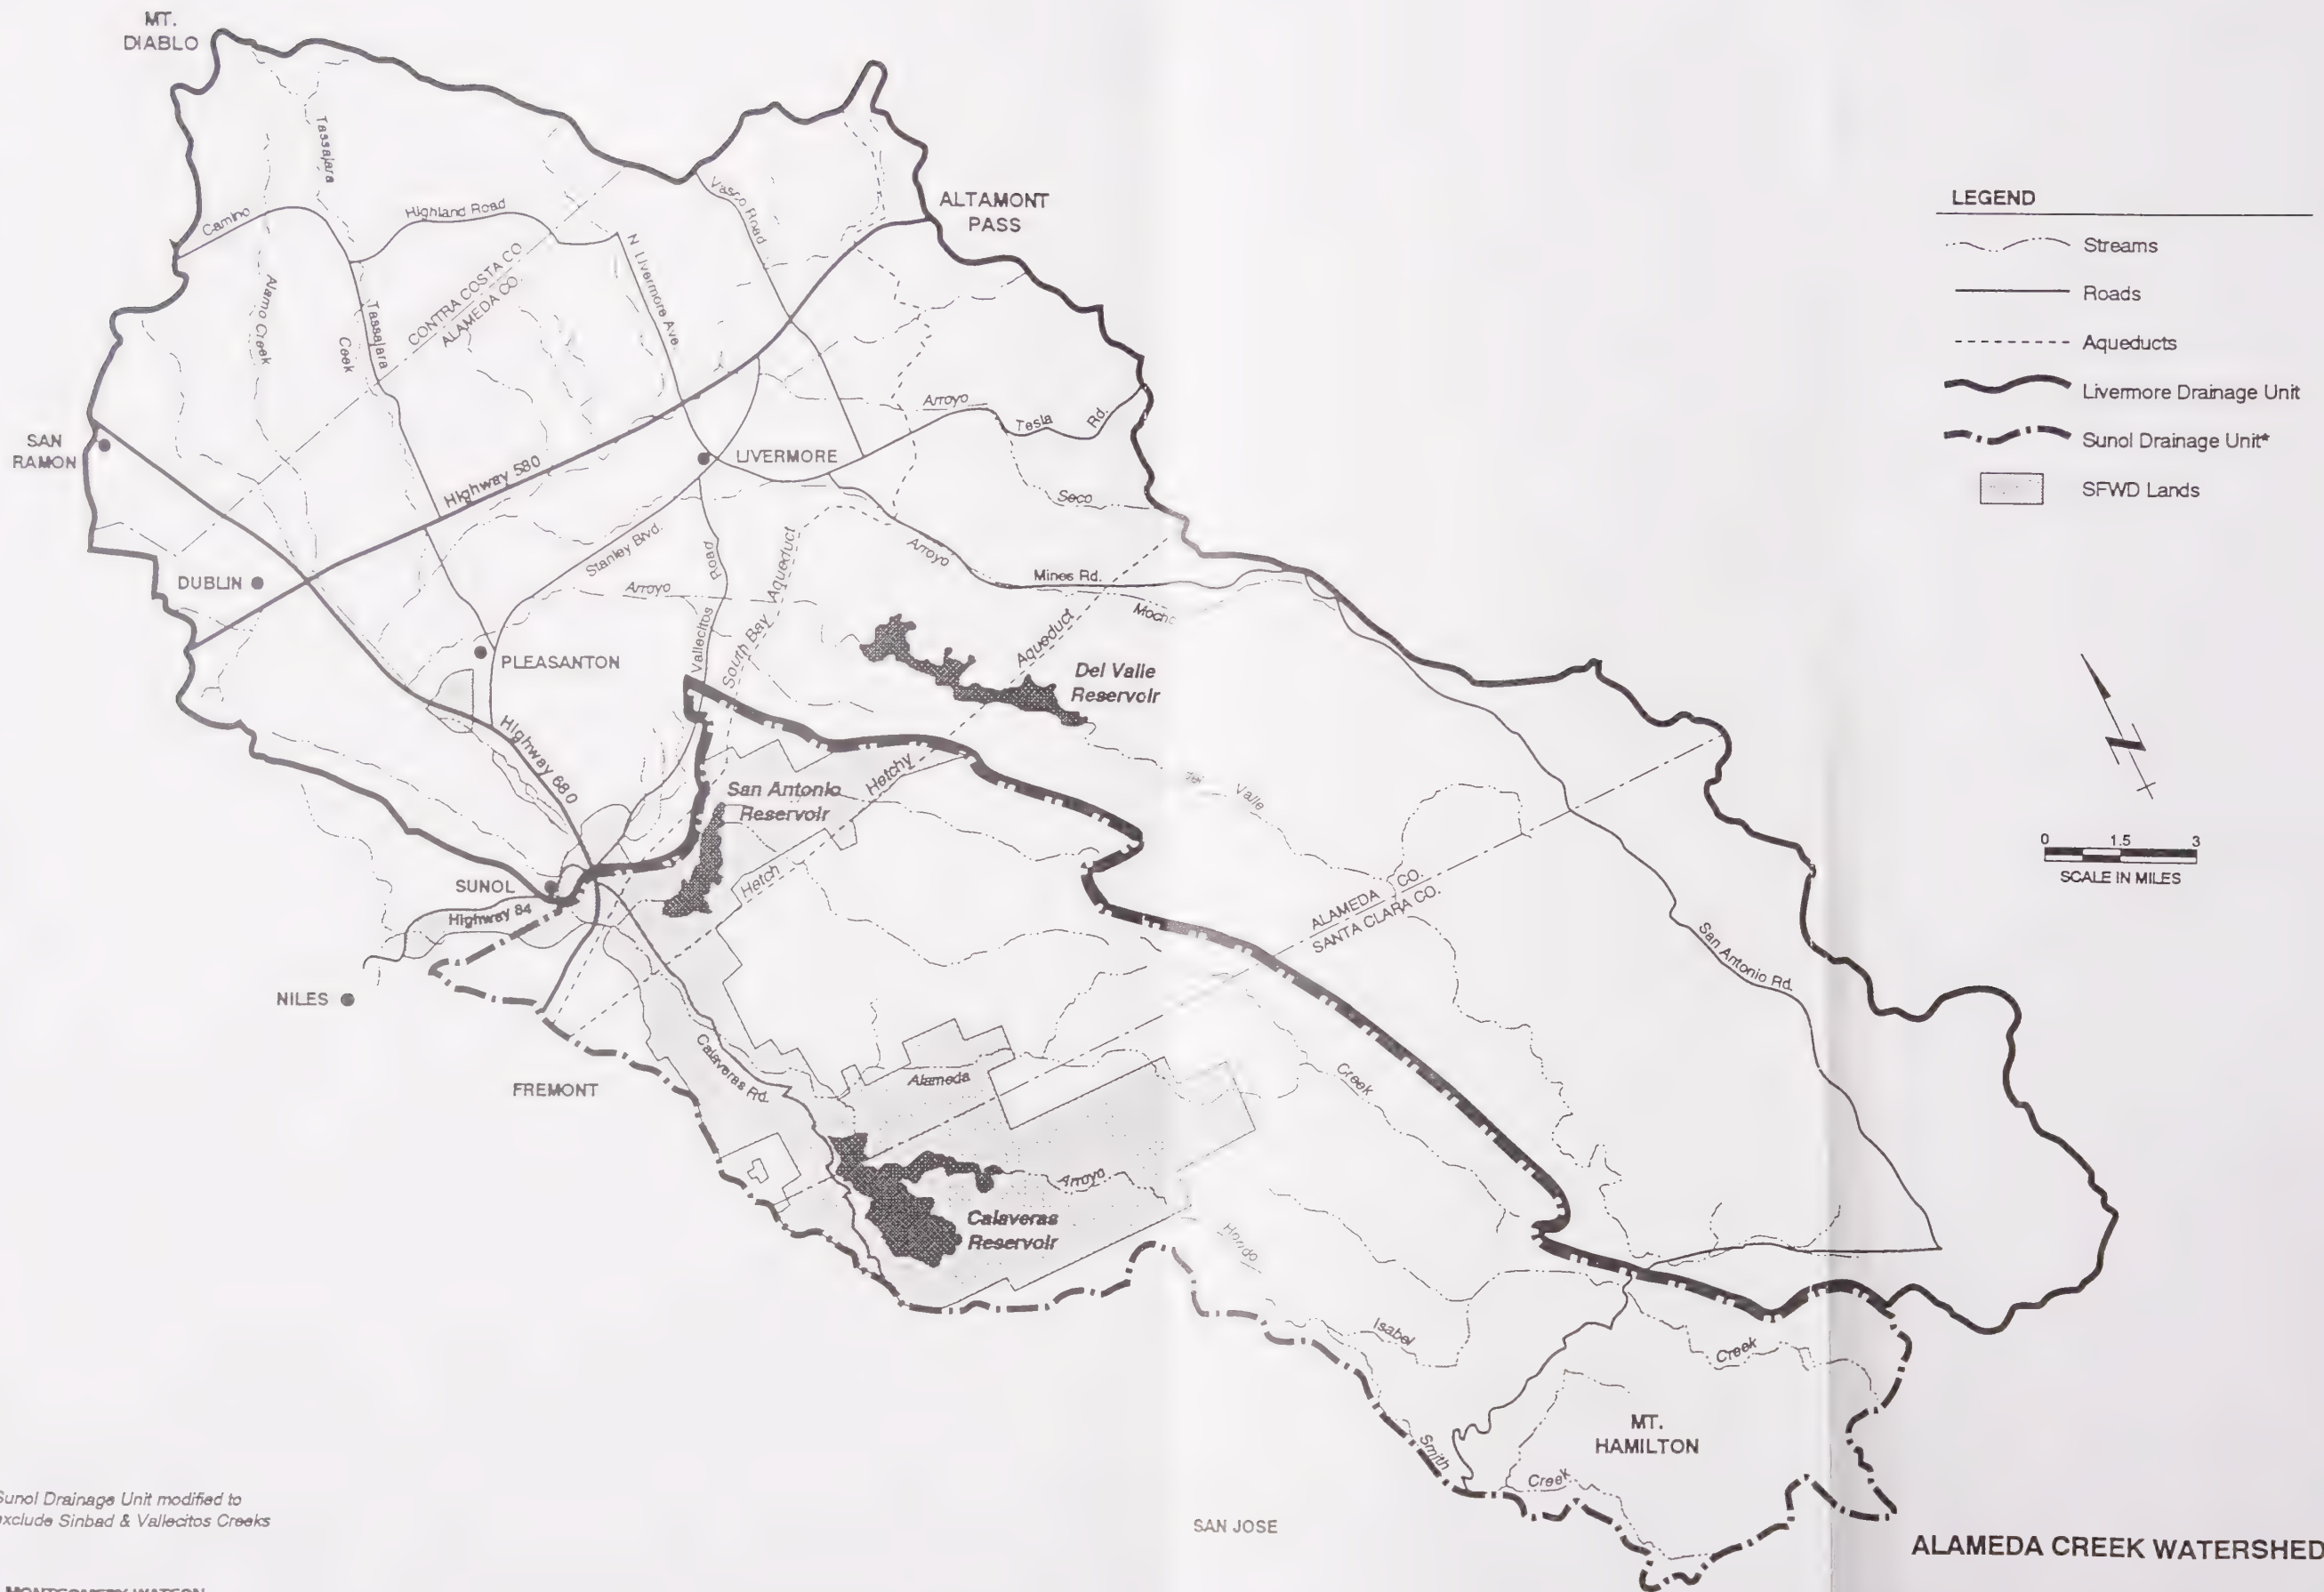 MT.
DIABLO
Tassajara
Camino
Highland Road
Vasco Road
ALTAMONT
PASS
N Livermore Ave.
CONTRA COSTA CO.
ALAMEDA CO.
Alamo Creek
Creek
Tassajara
SAN
RAMON
Highway 580
LIVERMORE
Arroyo
Tesla
Rd.
Seco
DUBLIN
Stanley Blvd.
Arroyo
Road
Vallecitos
South Bay Aqueduct
Arroyo
Mines Rd.
Aqueduct
PLEASANTON
Del Valle
Reservoir
Highway 680
San Antonio
Reservoir
Hetchy
Hetch
Valle
SUNOL
Highway 84
NILES
ALAMEDA CO.
SANTA CLARA CO.
San Antonio Rd.
FREMONT
Calaveras Rd.
Alameda
Creek
Arroyo
Calaveras
Reservoir
Hondo
Isabel
Creek
Smith
Creek
MT.
HAMILTON
SAN JOSE
LEGEND
Streams
Roads
Aqueducts
Livermore Drainage Unit
Sunol Drainage Unit*
SFWD Lands
N
0 1.5 3
SCALE IN MILES
Sunol Drainage Unit modified to
exclude Sinbad & Vallecitos Creeks
ALAMEDA CREEK WATERSHED
MONTGOMERY WATSON